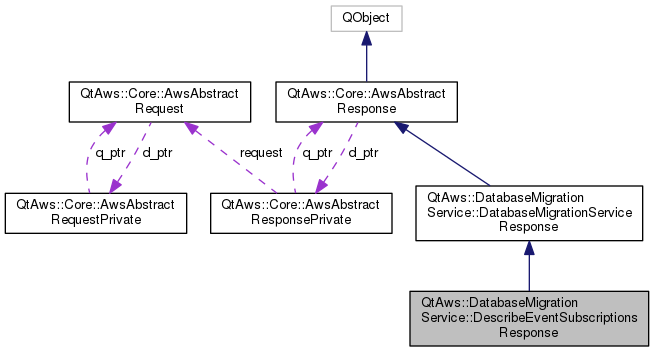 QObject
QtAws::Core::AwsAbstract
Request
QtAws::Core::AwsAbstract
Response
q_ptr
d_ptr
request
q_ptr
d_ptr
QtAws::Core::AwsAbstract
RequestPrivate
QtAws::Core::AwsAbstract
ResponsePrivate
QtAws::DatabaseMigration
Service::DatabaseMigrationService
Response
QtAws::DatabaseMigration
Service::DescribeEventSubscriptions
Response